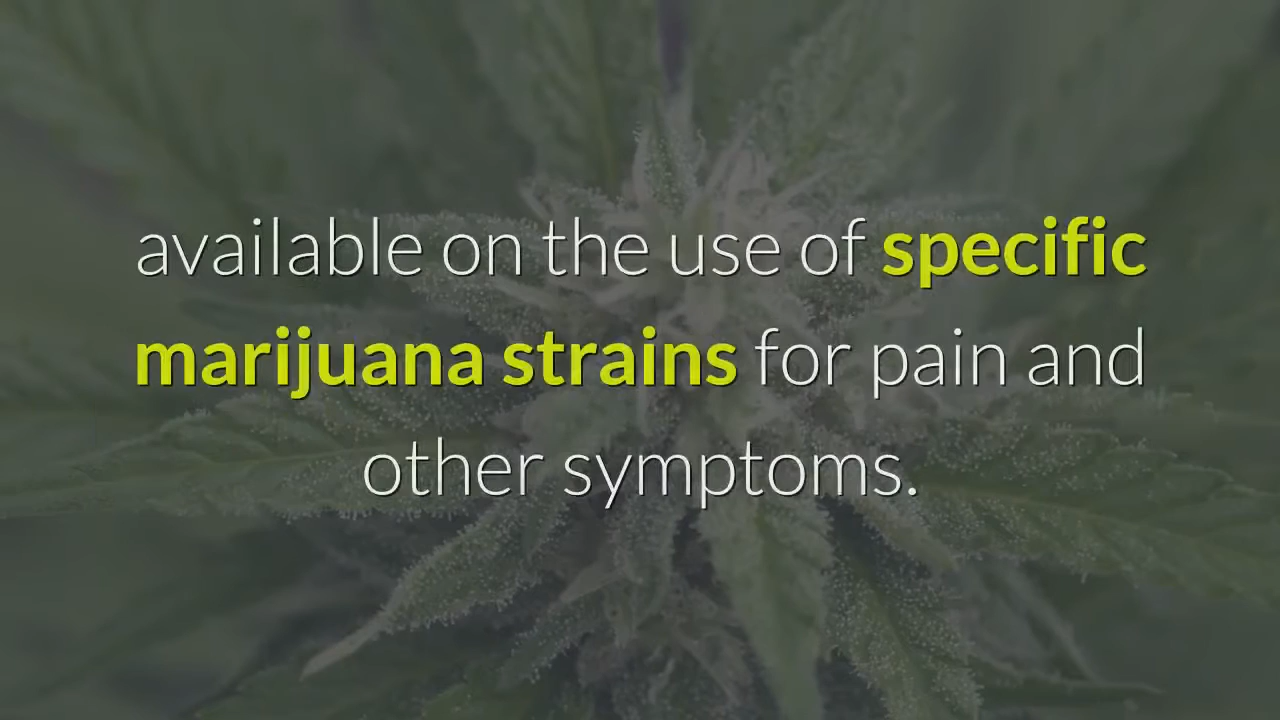 available on the use of specific
marijuana strains for pain and
other symptoms.